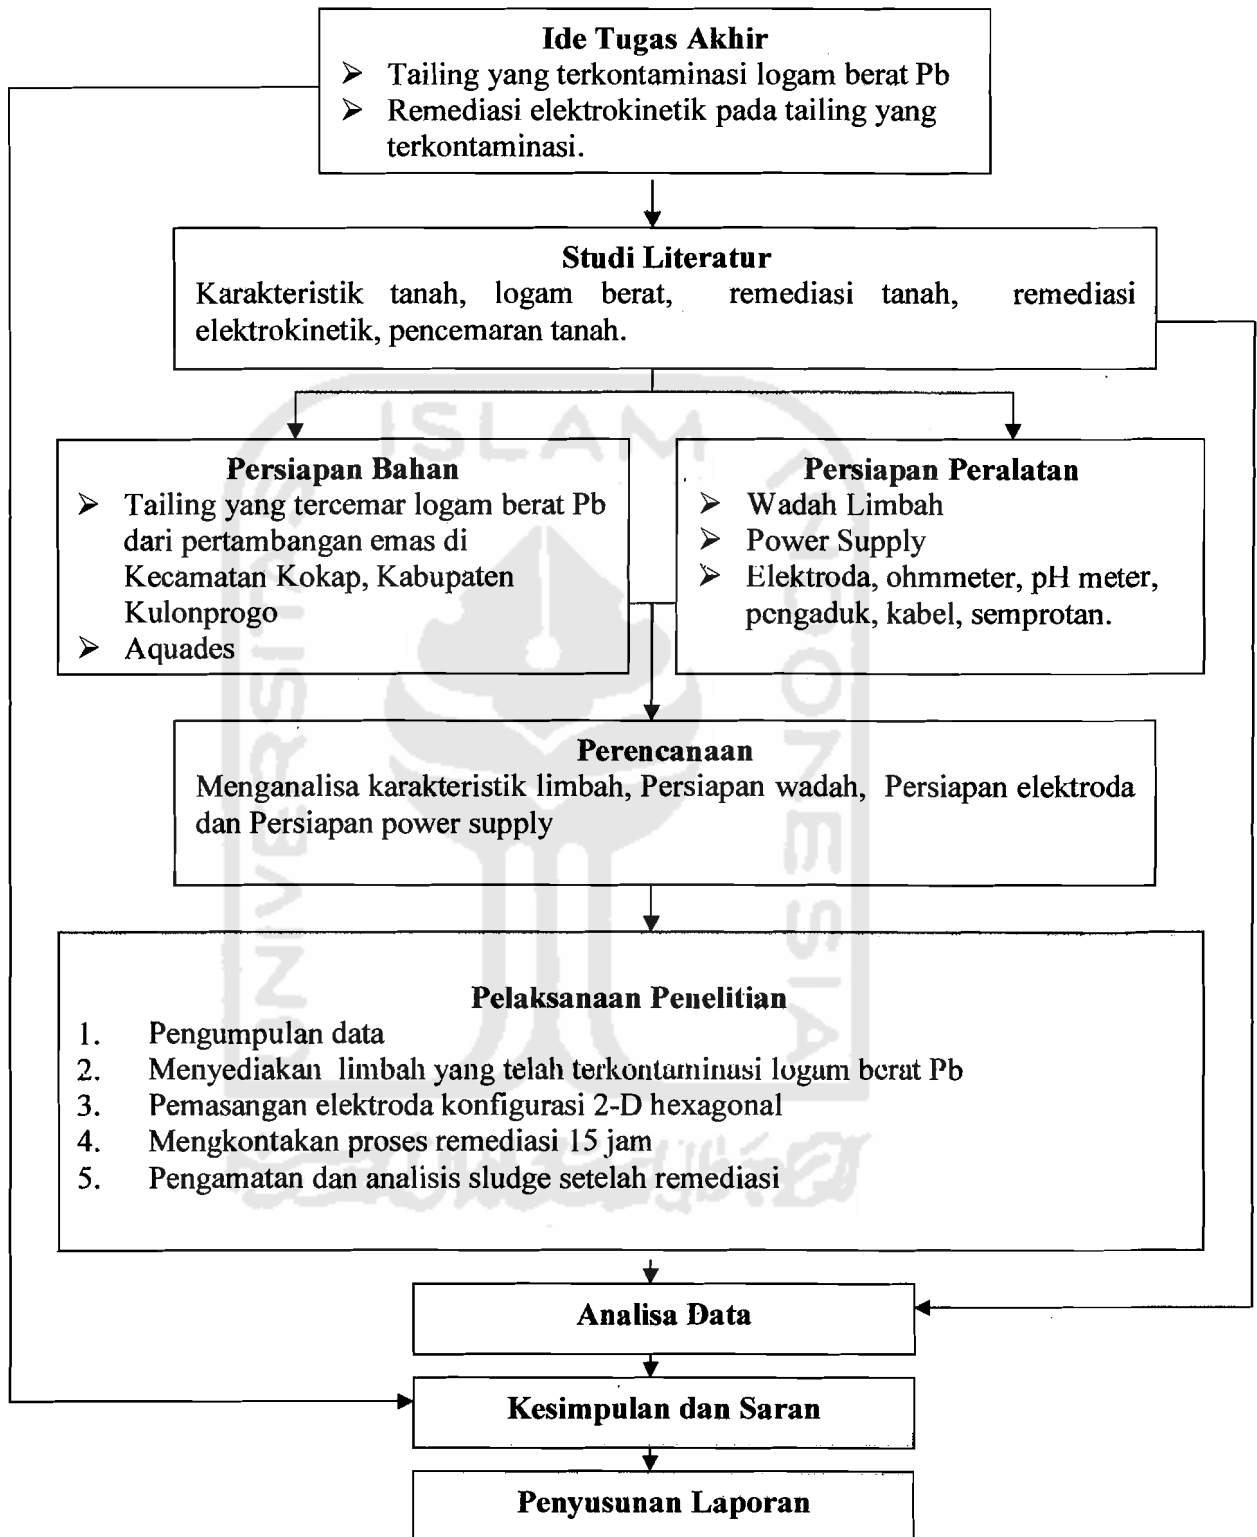 Ide Tugas Akhir
➤ Tailing yang terkontaminasi logam berat Pb
➤ Remediasi elektrokinetik pada tailing yang
terkontaminasi.
Studi Literatur
Karakteristik tanah, logam berat, remediasi tanah, remediasi
elektrokinetik, pencemaran tanah.
Persiapan Bahan
➤ Tailing yang tercemar logam berat Pb
dari pertambangan emas di
Kecamatan Kokap, Kabupaten
Kulonprogo
➤ Aquades
Persiapan Peralatan
➤ Wadah Limbah
➤ Power Supply
➤ Elektroda, ohmmeter, pH meter,
pengaduk, kabel, semprotan.
Perencanaan
Menganalisa karakteristik limbah, Persiapan wadah, Persiapan elektroda
dan Persiapan power supply
Pelaksanaan Penelitian
1. Pengumpulan data
2. Menyediakan limbah yang telah terkontaminasi logam berat Pb
3. Pemasangan elektroda konfigurasi 2-D hexagonal
4. Mengkontakan proses remediasi 15 jam
5. Pengamatan dan analisis sludge setelah remediasi
Analisa Data
Kesimpulan dan Saran
Penyusunan Laporan
UNIVERSITAS
ISLAM
INDONESIA